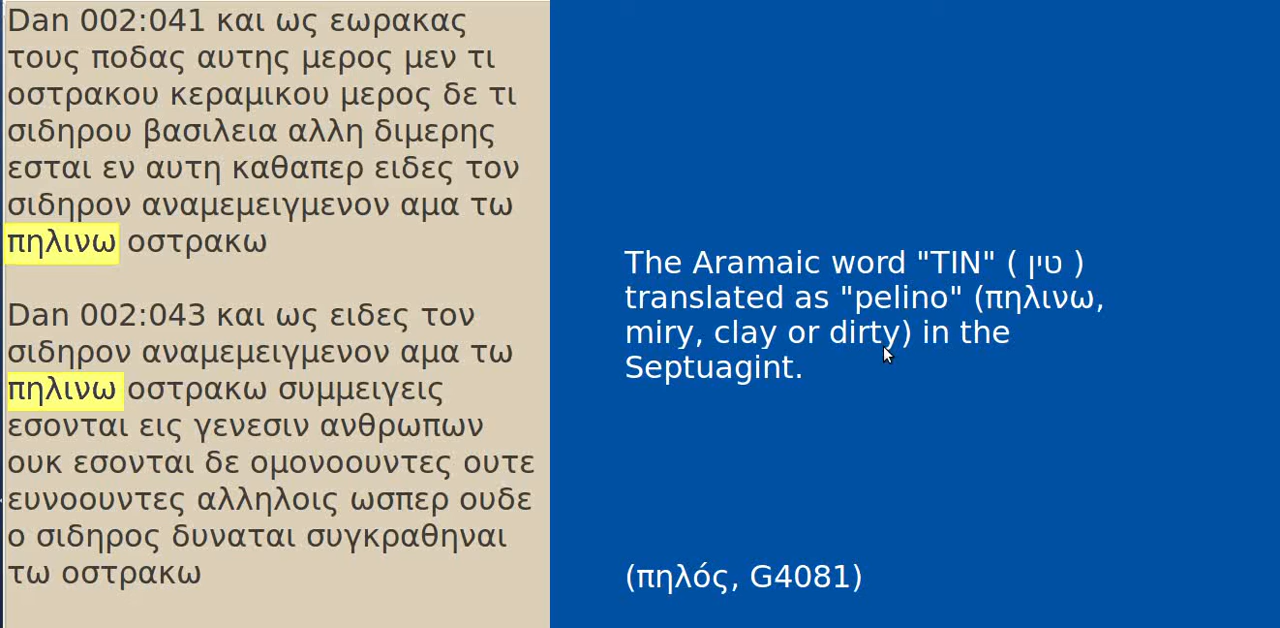 Dan 002:041 και ως εωρακας
τους ποδας αυτης μερος μεν τι
οστρακου κεραμικου μερος δε τι
σιδηρου βασιλεια αλλη διμερης
εσται εν αυτη καθαπερ ειδες τον
σιδηρον αναμεμειγμενον αμα τω
πηλινω οστρακω
Dan 002:043 και ως ειδες τον
σιδηρον αναμεμειγμενον αμα τω
πηλινω οστρακω συμμειγεις
εσονται εις γενεσιν ανθρωπων
ουκ εσονται δε ομονοουντες ουτε
ευνοουντες αλληλοις ωσπερ ουδε
ο σιδηρος δυναται συγκραθηναι
τω οστρακω
The Aramaic word "TIN" ( טין )
translated as "pelino" (πηλινω,
miry, clay or dirty) in the
Septuagint.
(πηλός, G4081)